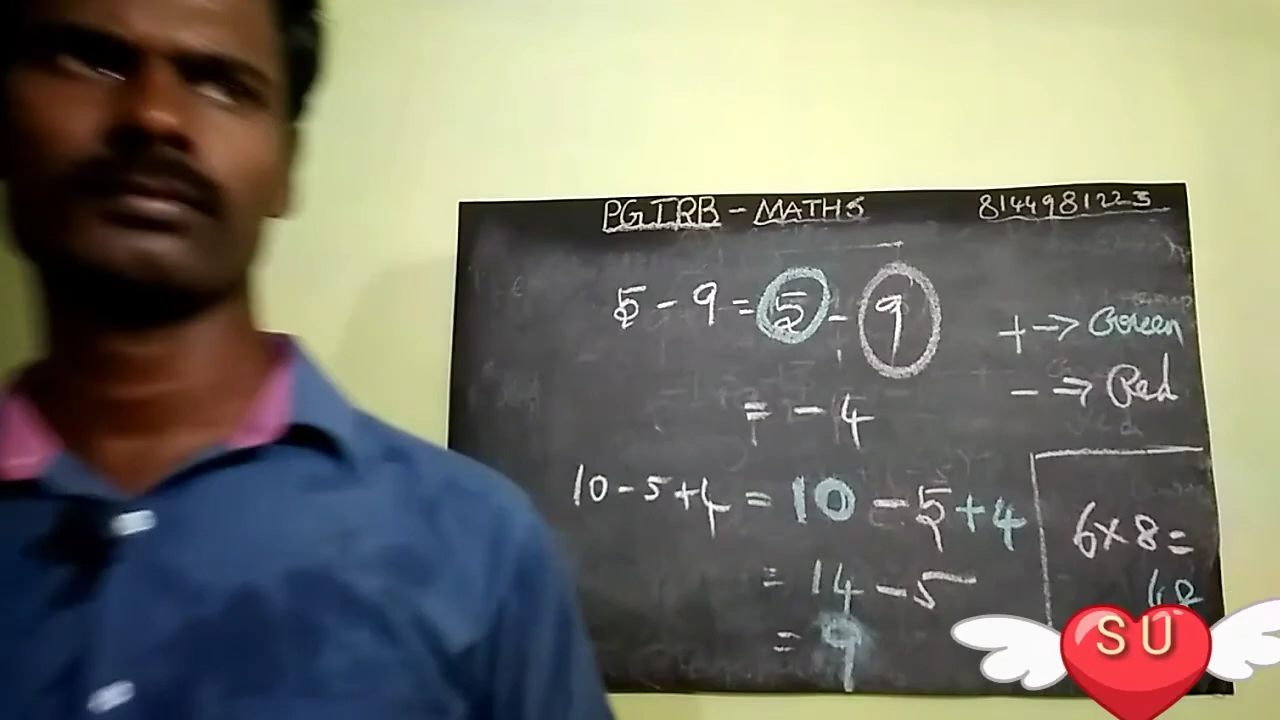 PGTRB - MATHS 8144981223
5 - 9 = 5 - 9
= - 4
+ -> Green
- => Red
10 - 5 + 4 = 10 - 5 + 4
= 14 - 5
= 9
6 x 8 =
48
SU